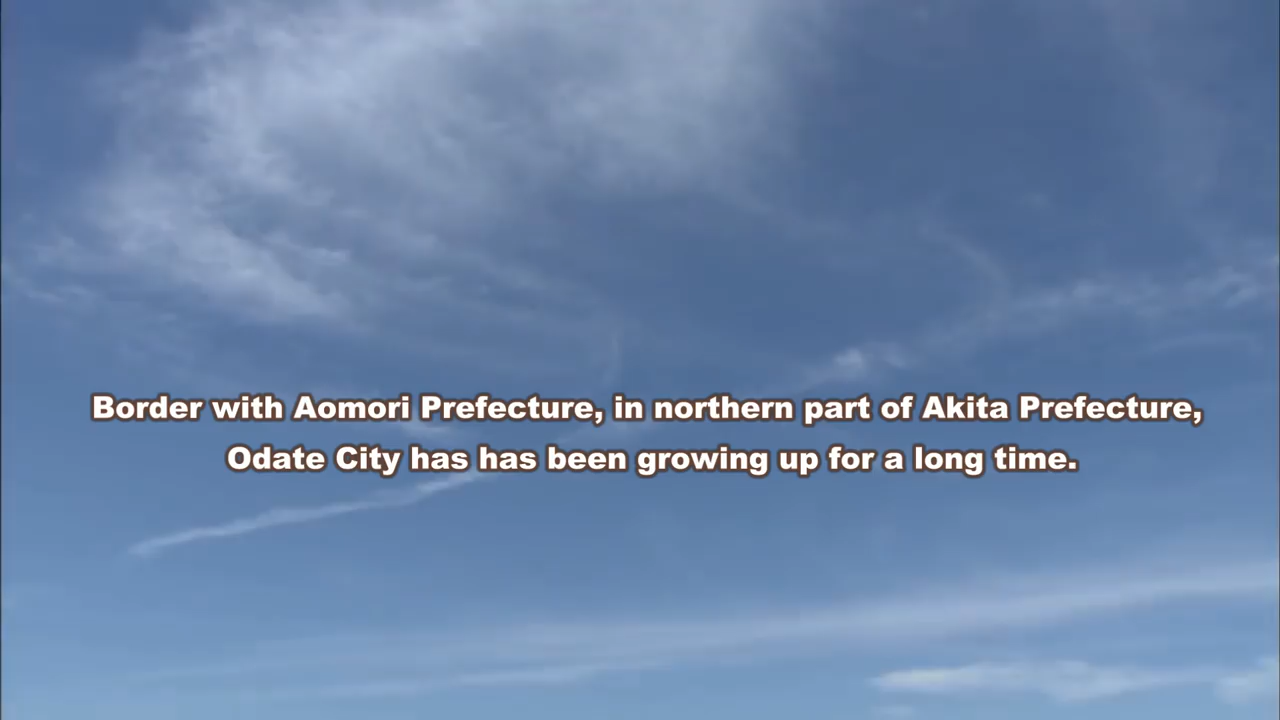 Border with Aomori Prefecture, in northern part of Akita Prefecture,
Odate City has has been growing up for a long time.